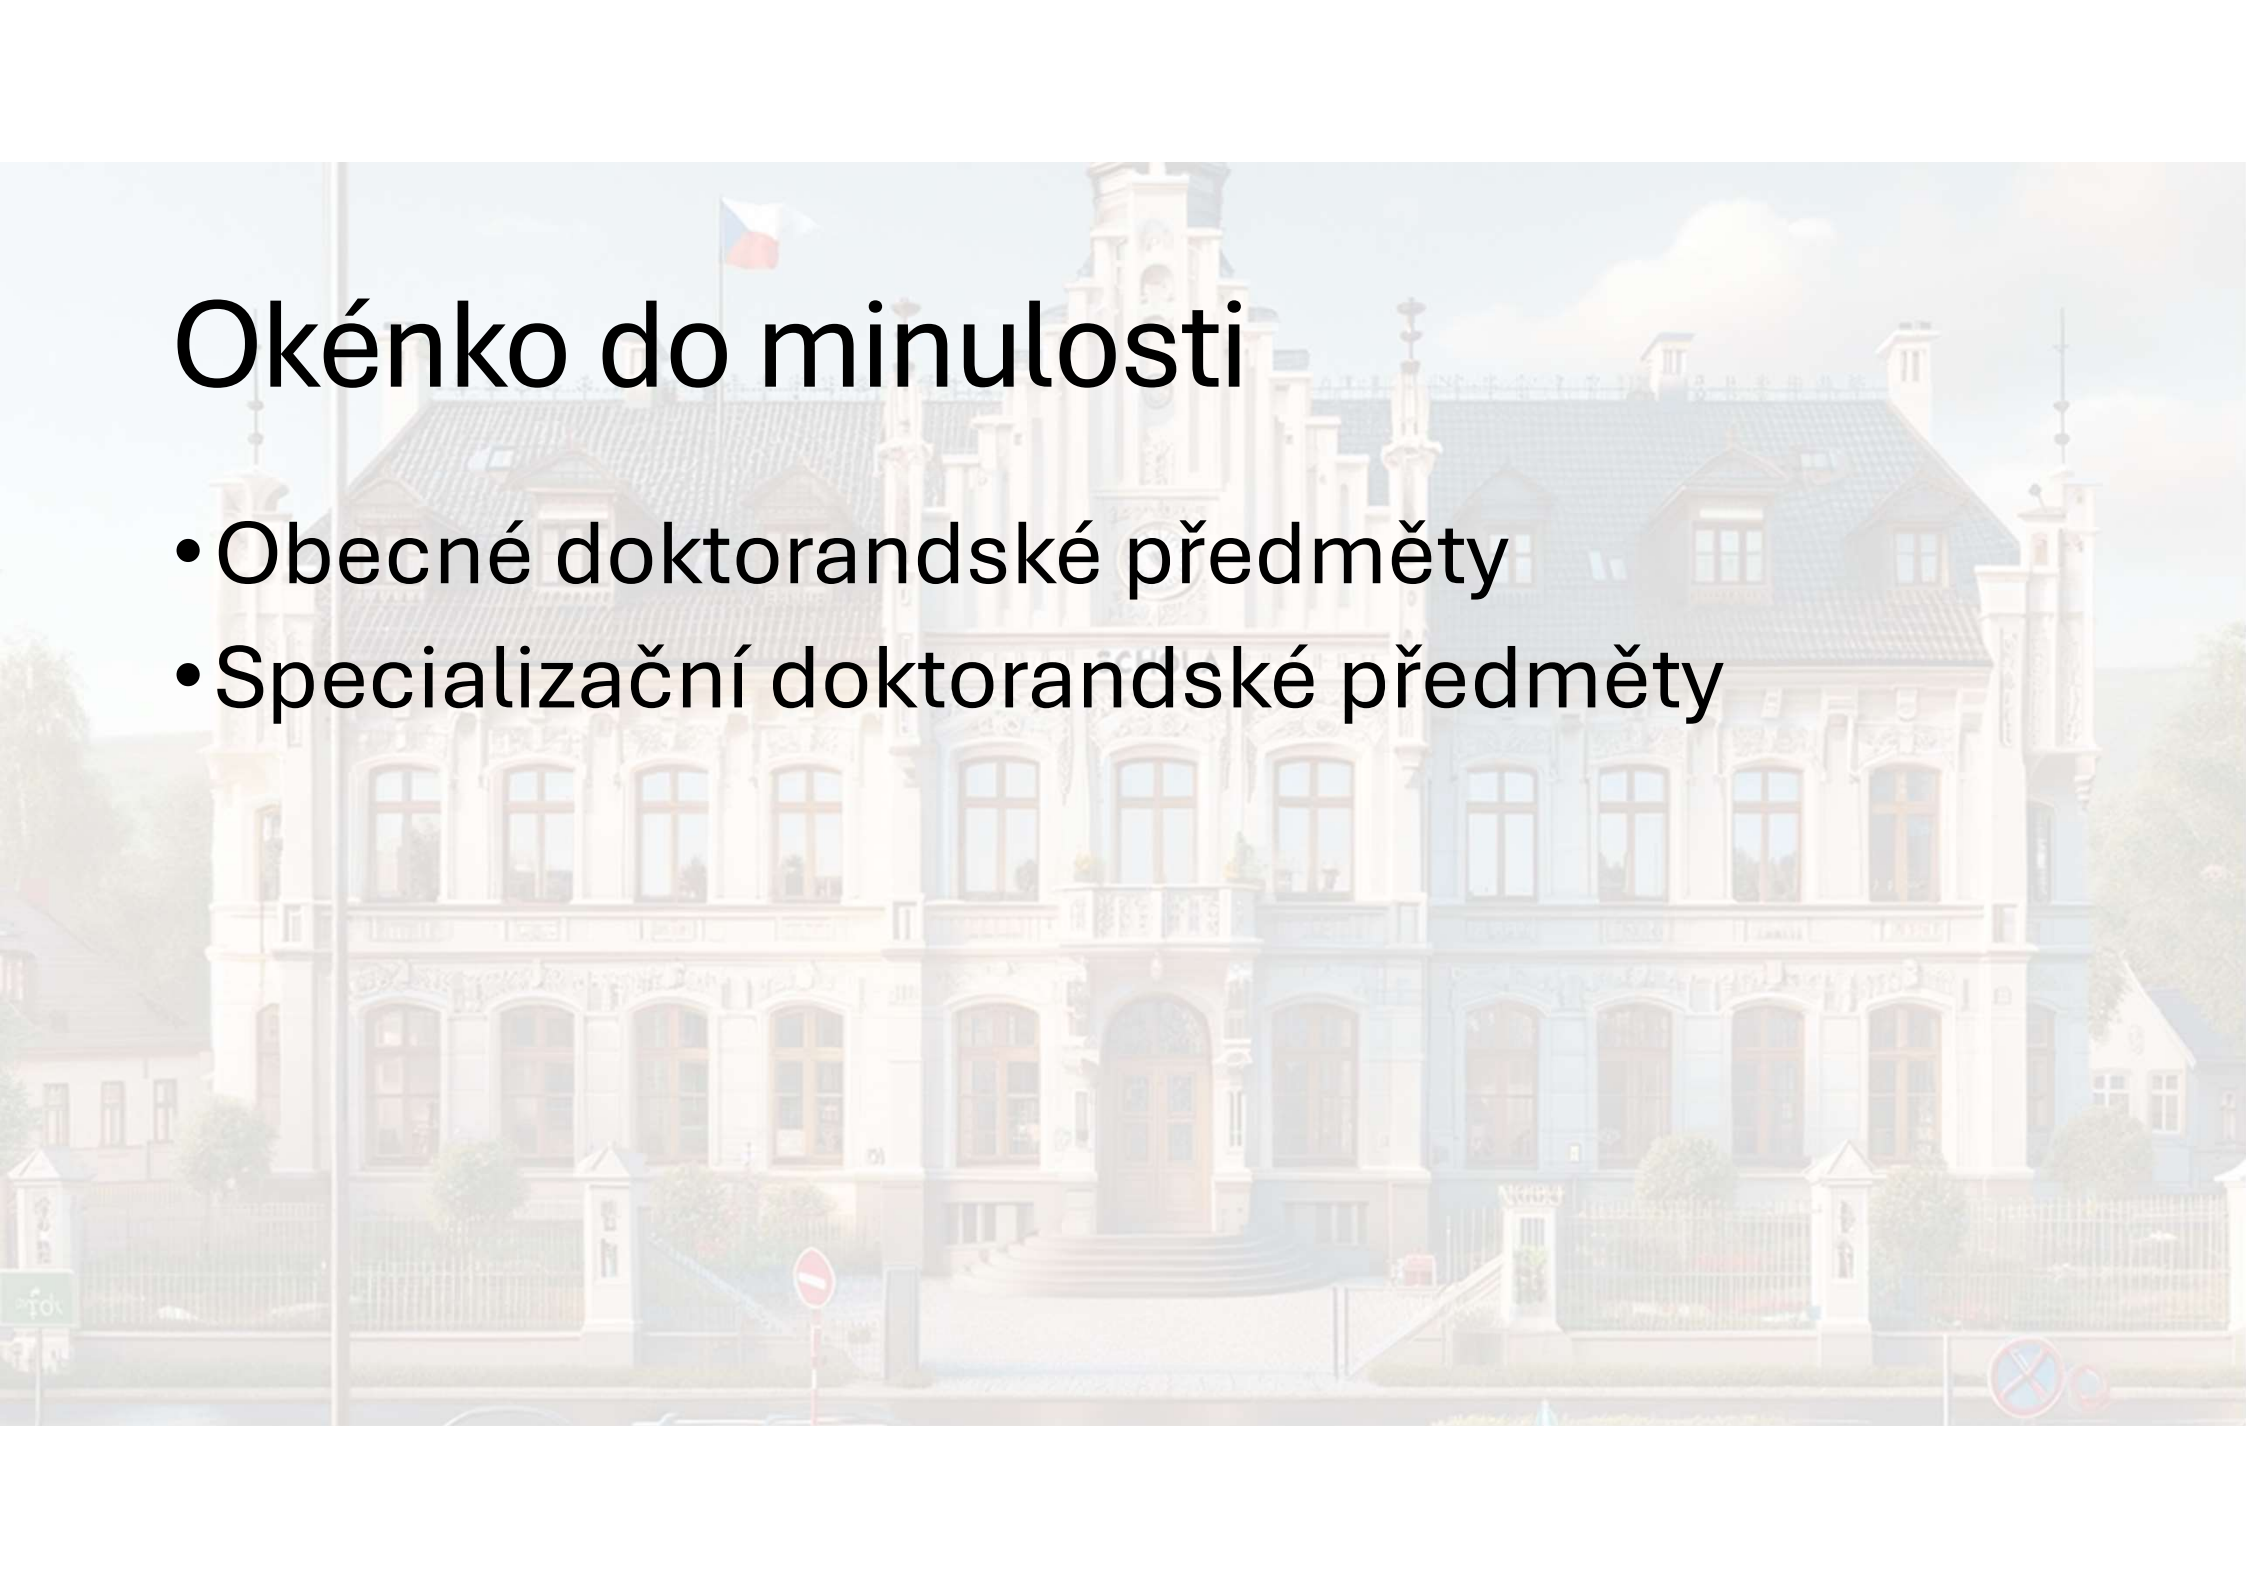 Okénko do minulosti
• Obecné doktorandské předměty
• Specializační doktorandské předměty